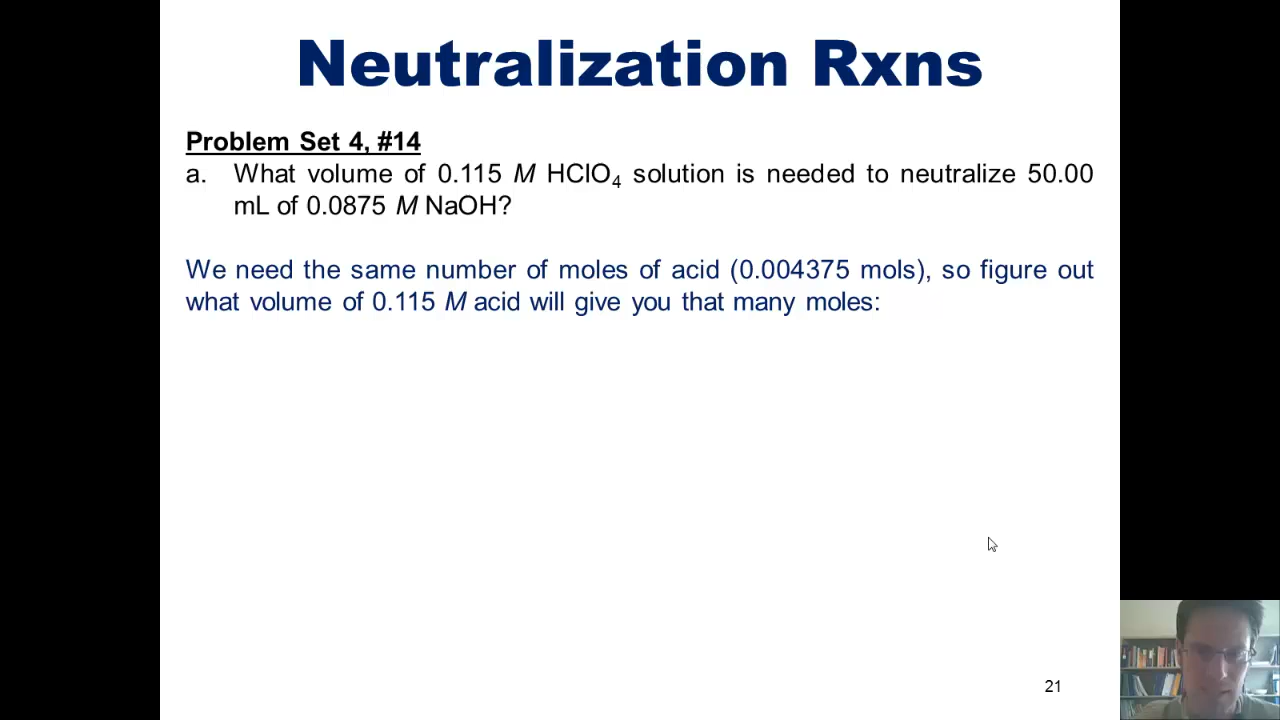 Neutralization Rxns
Problem Set 4, #14
a. What volume of 0.115 M HClO₄ solution is needed to neutralize 50.00
mL of 0.0875 M NaOH?
We need the same number of moles of acid (0.004375 mols), so figure out
what volume of 0.115 M acid will give you that many moles:
21